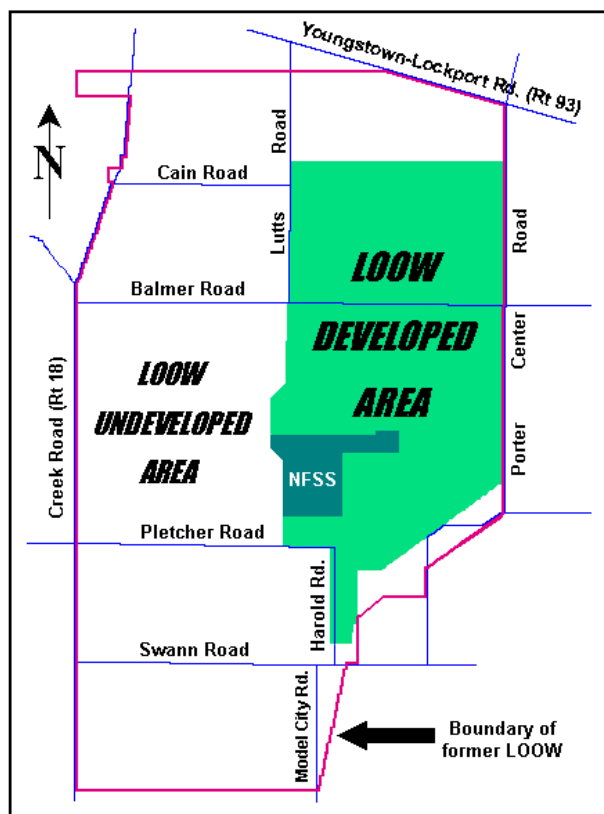 Youngstown-Lockport Rd. (Rt 93)
Road
N
Cain Road
Lutts
Road
LOOW
Balmer Road
DEVELOPED
Center
LOOW
AREA
UNDEVELOPED
Creek Road (Rt 18)
Porter
AREA
NFSS
Pletcher Road
Harold Rd.
Swann Road
Model City Rd.
Boundary of
former LOOW